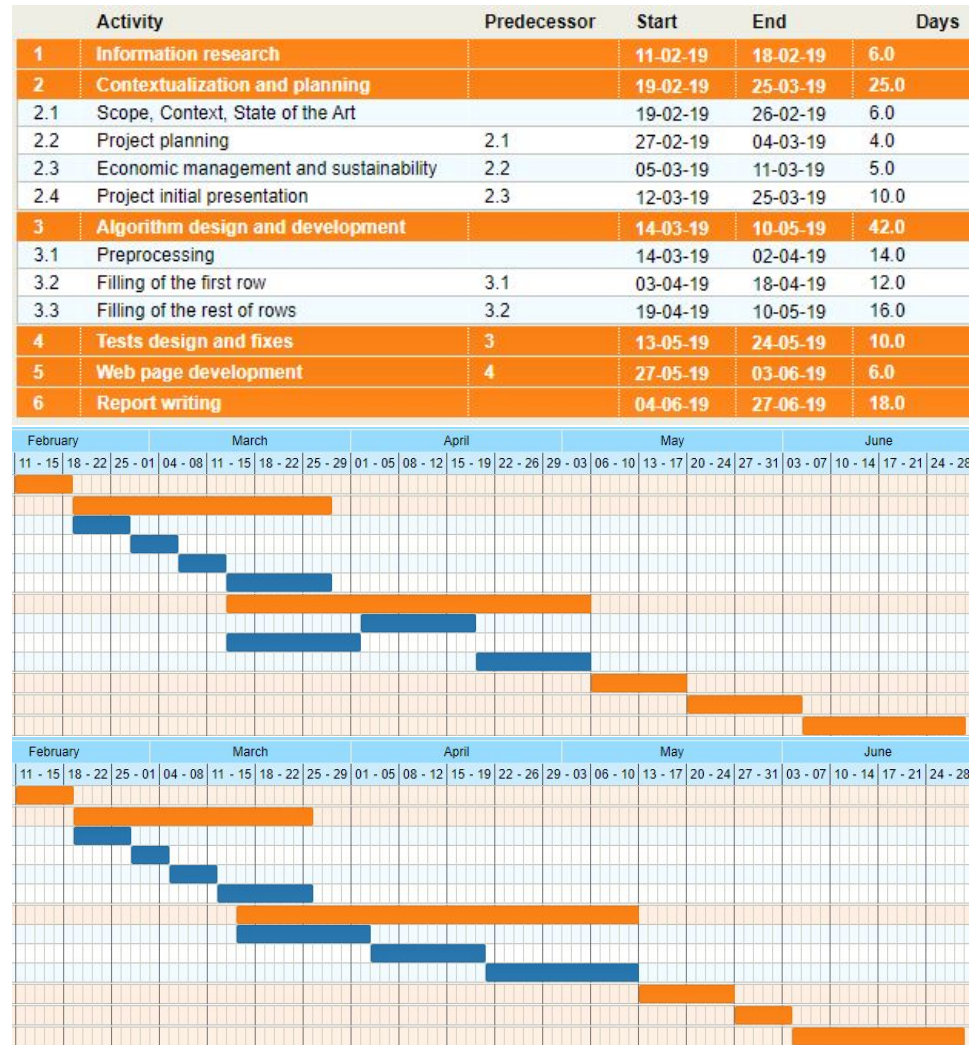 Activity Predecessor Start End Days
1 Information research 11-02-19 18-02-19 6.0
2 Contextualization and planning 19-02-19 25-03-19 25.0
2.1 Scope, Context, State of the Art 19-02-19 26-02-19 6.0
2.2 Project planning 2.1 27-02-19 04-03-19 4.0
2.3 Economic management and sustainability 2.2 05-03-19 11-03-19 5.0
2.4 Project initial presentation 2.3 12-03-19 25-03-19 10.0
3 Algorithm design and development 14-03-19 10-05-19 42.0
3.1 Preprocessing 14-03-19 02-04-19 14.0
3.2 Filling of the first row 3.1 03-04-19 18-04-19 12.0
3.3 Filling of the rest of rows 3.2 19-04-19 10-05-19 16.0
4 Tests design and fixes 3 13-05-19 24-05-19 10.0
5 Web page development 4 27-05-19 03-06-19 6.0
6 Report writing 04-06-19 27-06-19 18.0
February March April May June
11 - 15 18 - 22 25 - 01 04 - 08 11 - 15 18 - 22 25 - 29 01 - 05 08 - 12 15 - 19 22 - 26 29 - 03 06 - 10 13 - 17 20 - 24 27 - 31 03 - 07 10 - 14 17 - 21 24 - 28
February March April May June
11 - 15 18 - 22 25 - 01 04 - 08 11 - 15 18 - 22 25 - 29 01 - 05 08 - 12 15 - 19 22 - 26 29 - 03 06 - 10 13 - 17 20 - 24 27 - 31 03 - 07 10 - 14 17 - 21 24 - 28